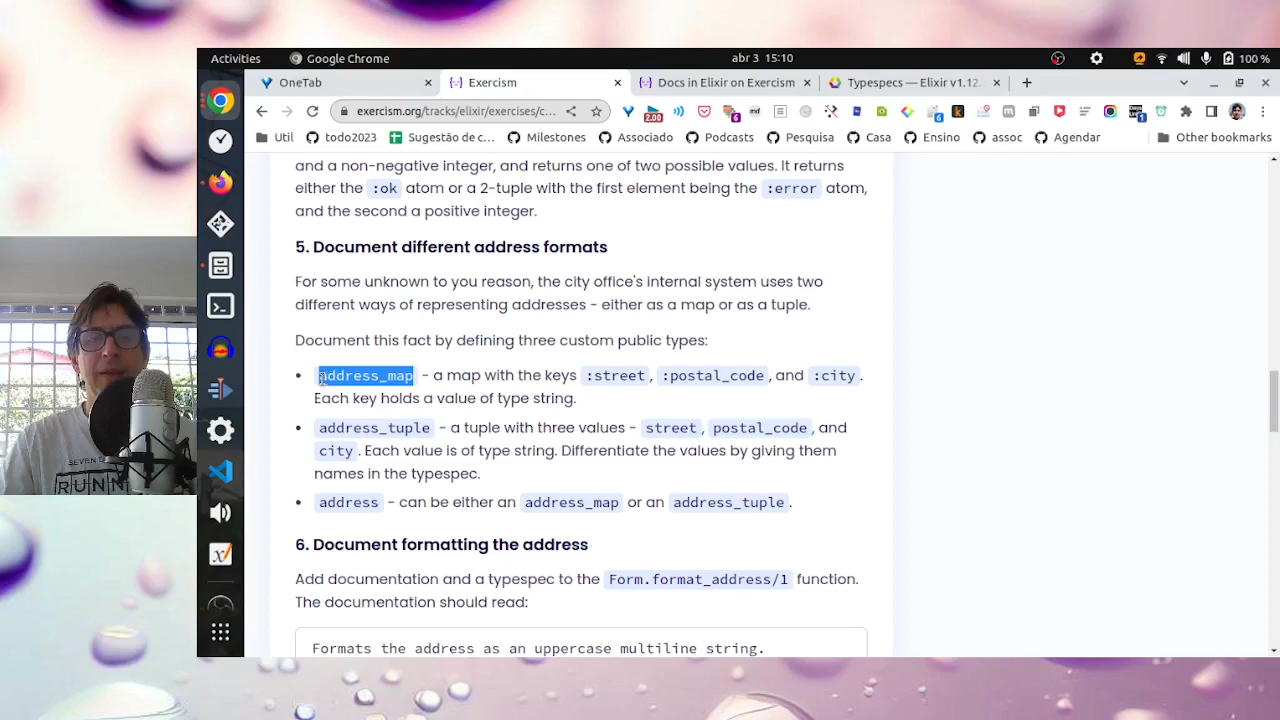 Activities
Google Chrome
abr 3 15:10
100 %
OneTab
Exercism
Docs in Elixir on Exercism
Typespecs — Elixir v1.12.
exercism.org/tracks/elixir/exercises/c...
Util
todo2023
Sugestão de c...
Milestones
Associado
Podcasts
Pesquisa
Casa
Ensino
assoc
Agendar
Other bookmarks
and a non-negative integer, and returns one of two possible values. It returns
either the :ok atom or a 2-tuple with the first element being the :error atom,
and the second a positive integer.
5. Document different address formats
For some unknown to you reason, the city office's internal system uses two
different ways of representing addresses - either as a map or as a tuple.
Document this fact by defining three custom public types:
• address_map - a map with the keys :street, :postal_code, and :city.
Each key holds a value of type string.
• address_tuple - a tuple with three values - street, postal_code, and
city. Each value is of type string. Differentiate the values by giving them
names in the typespec.
• address - can be either an address_map or an address_tuple.
6. Document formatting the address
Add documentation and a typespec to the Form.format_address/1 function.
The documentation should read:
Formats the address as an uppercase multiline string.